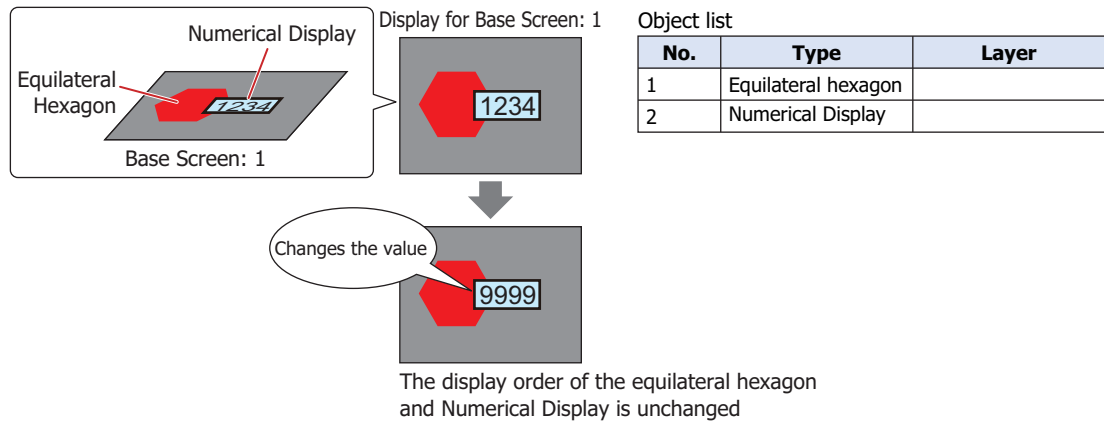 Display for Base Screen: 1
Numerical Display
Equilateral
Hexagon
1234
Base Screen: 1
1234
Changes the value
9999
The display order of the equilateral hexagon
and Numerical Display is unchanged
Object list
No. Type Layer
1 Equilateral hexagon
2 Numerical Display